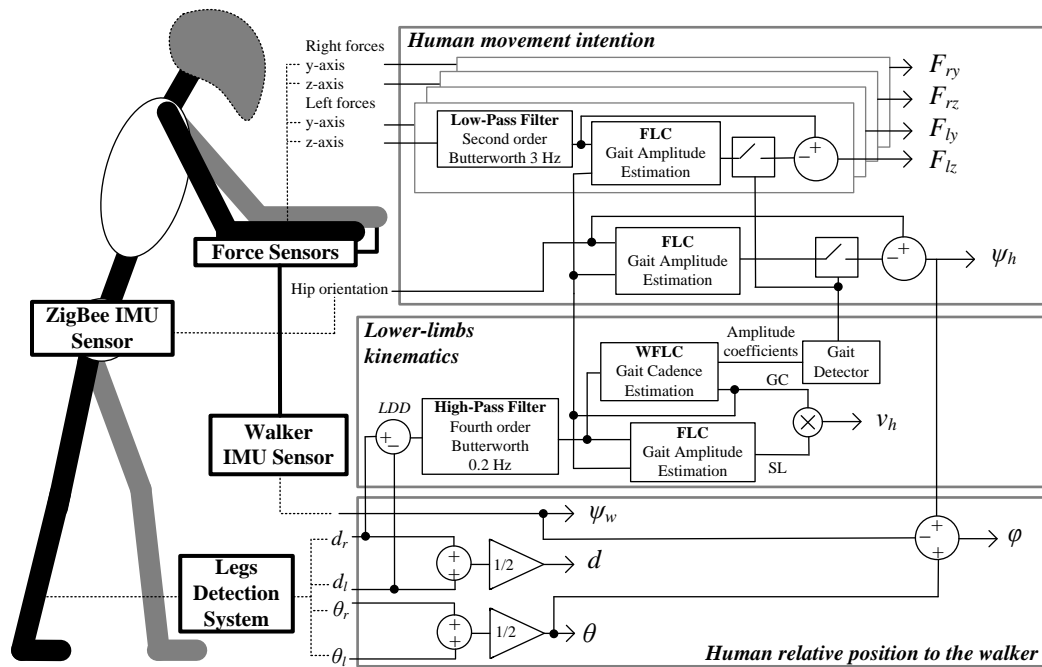 Human movement intention
Right forces
y-axis
z-axis
Left forces
y-axis
z-axis
F_ry
F_rz
F_ly
F_lz
Low-Pass Filter
Second order
Butterworth 3 Hz
FLC
Gait Amplitude
Estimation
− +
Force Sensors
Hip orientation
FLC
Gait Amplitude
Estimation
− +
ψ_h
ZigBee IMU
Sensor
Lower-limbs
kinematics
WFLC
Gait Cadence
Estimation
Amplitude
coefficients
Gait
Detector
GC
LDD
+ −
High-Pass Filter
Fourth order
Butterworth
0.2 Hz
FLC
Gait Amplitude
Estimation
SL
×
v_h
Walker
IMU Sensor
ψ_w
d_r
d_l
+
+
1/2
d
− +
+
φ
Legs
Detection
System
θ_r
θ_l
+
+
1/2
θ
Human relative position to the walker